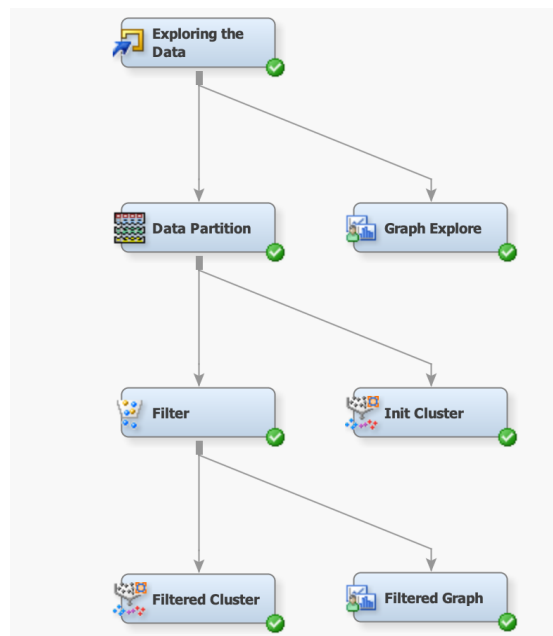 Exploring the
Data
Data Partition
Graph Explore
Filter
Init Cluster
Filtered Cluster
Filtered Graph